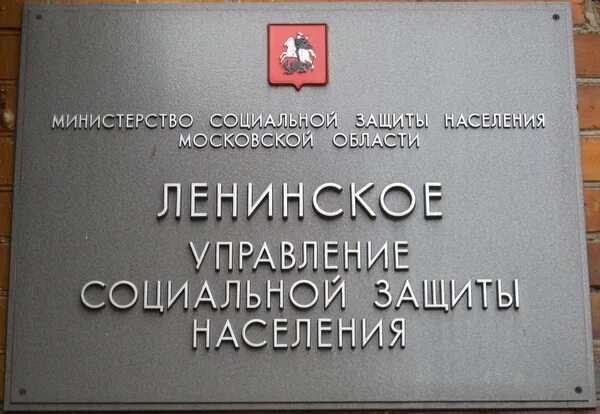 МИНИСТЕРСТВО СОЦИАЛЬНОЙ ЗАЩИТЫ НАСЕЛЕНИЯ
МОСКОВСКОЙ ОБЛАСТИ
ЛЕНИНСКОЕ
УПРАВЛЕНИЕ
СОЦИАЛЬНОЙ ЗАЩИТЫ
НАСЕЛЕНИЯ